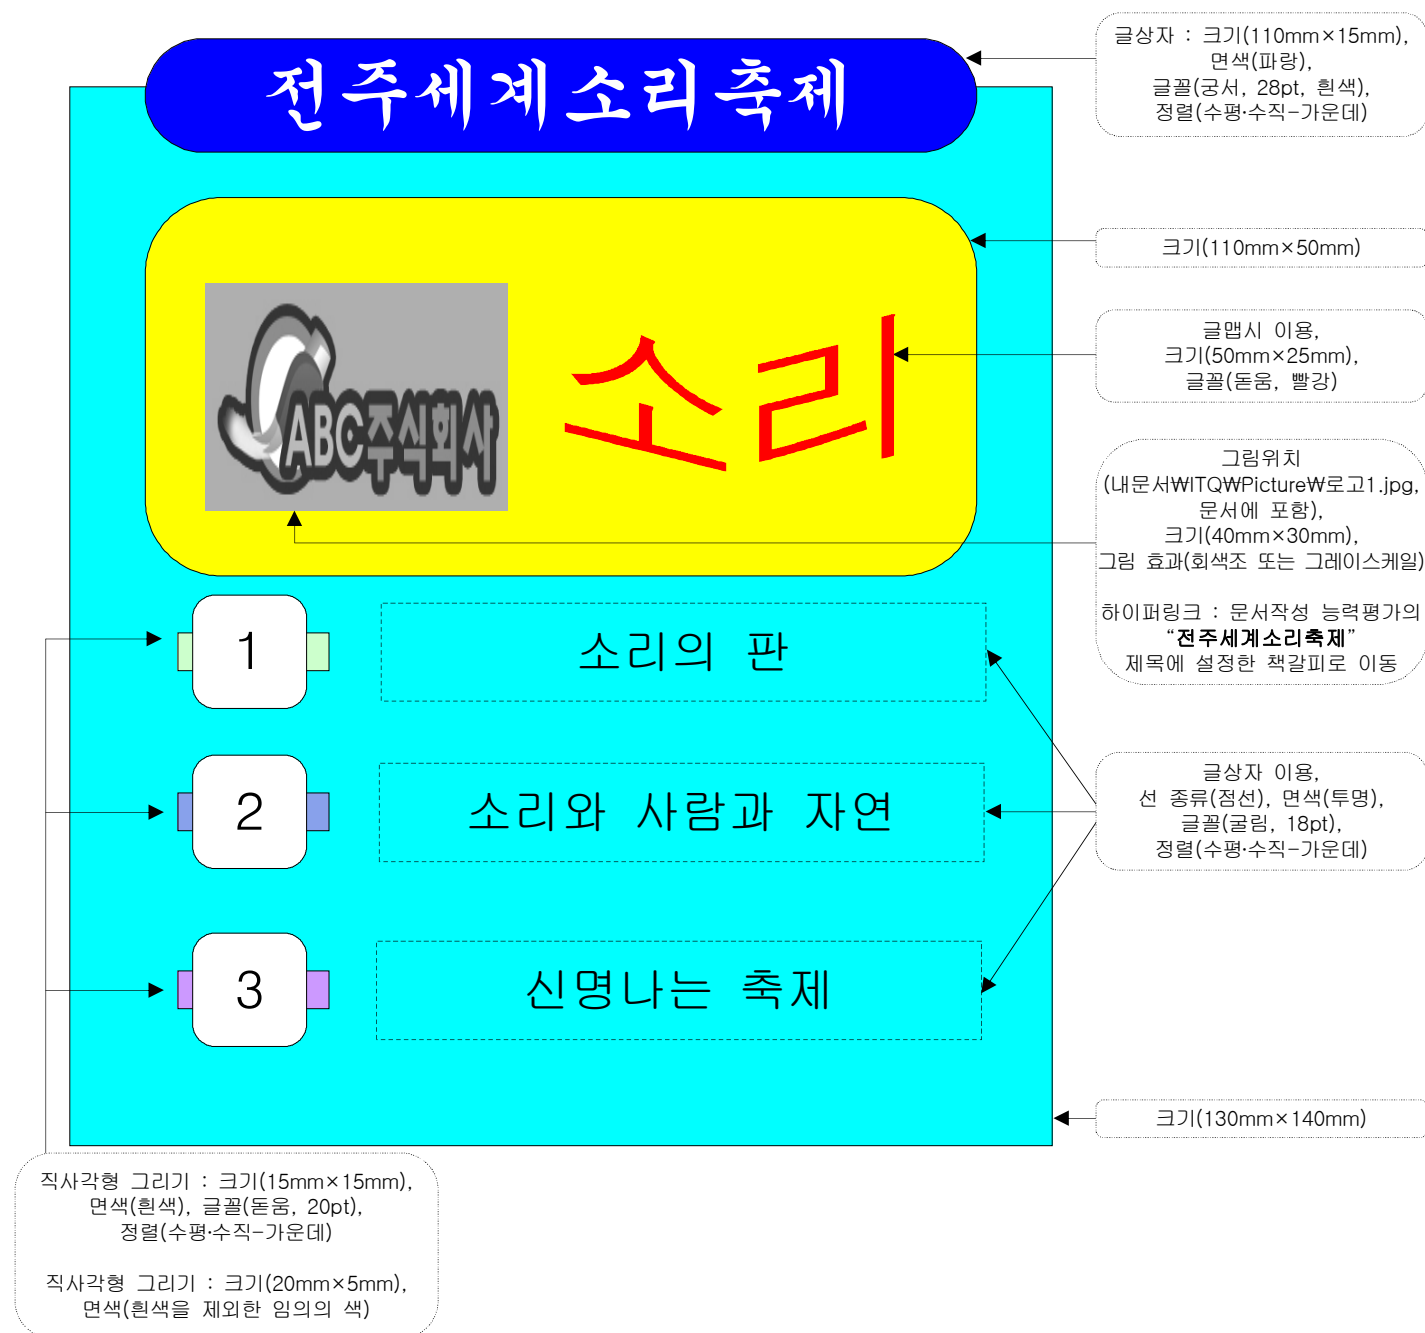 전주세계소리축제
글상자 : 크기(110mm×15mm),
면색(파랑),
글꼴(궁서, 28pt, 흰색),
정렬(수평·수직-가운데)
크기(110mm×50mm)
ABC주식회사
소리
글맵시 이용,
크기(50mm×25mm),
글꼴(돋움, 빨강)
그림위치
(내문서₩ITQ₩Picture₩로고1.jpg,
문서에 포함),
크기(40mm×30mm),
그림 효과(회색조 또는 그레이스케일)
하이퍼링크 : 문서작성 능력평가의
“전주세계소리축제”
제목에 설정한 책갈피로 이동
1
소리의 판
2
소리와 사람과 자연
3
신명나는 축제
글상자 이용,
선 종류(점선), 면색(투명),
글꼴(굴림, 18pt),
정렬(수평·수직-가운데)
크기(130mm×140mm)
직사각형 그리기 : 크기(15mm×15mm),
면색(흰색), 글꼴(돋움, 20pt),
정렬(수평·수직-가운데)
직사각형 그리기 : 크기(20mm×5mm),
면색(흰색을 제외한 임의의 색)